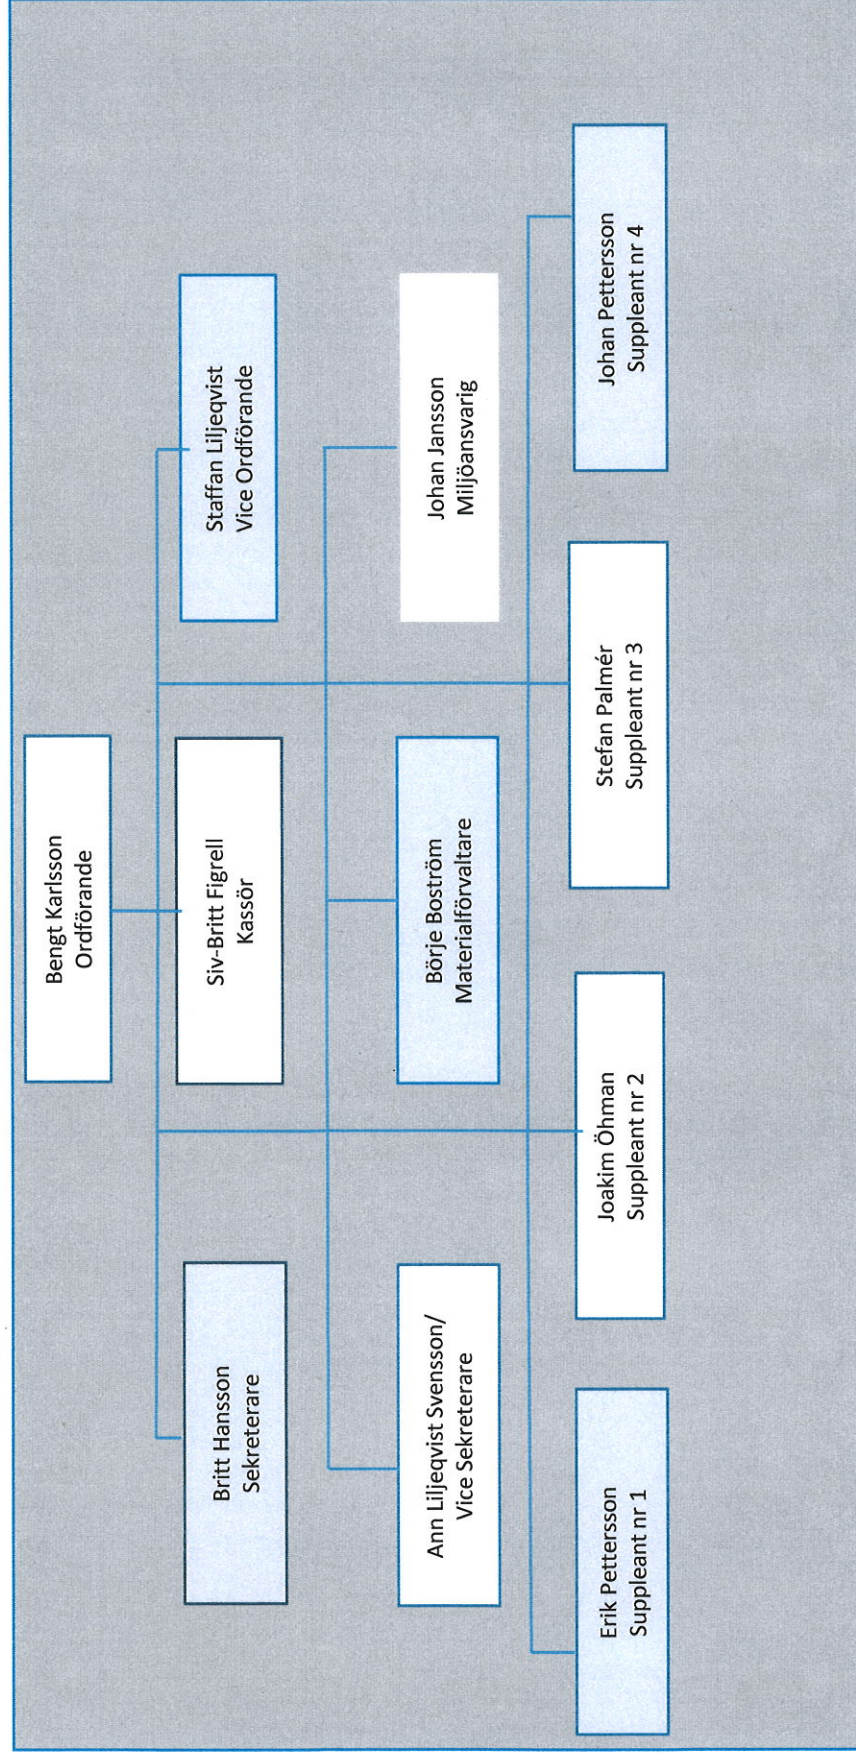 Bengt Karlsson
Ordförande
Britt Hansson
Sekreterare
Siv-Britt Figrell
Kassör
Staffan Liljeqvist
Vice Ordförande
Ann Liljeqvist Svensson/
Vice Sekreterare
Börje Boström
Materialförvaltare
Johan Jansson
Miljöansvarig
Erik Pettersson
Suppleant nr 1
Joakim Öhman
Suppleant nr 2
Stefan Palmér
Suppleant nr 3
Johan Pettersson
Suppleant nr 4